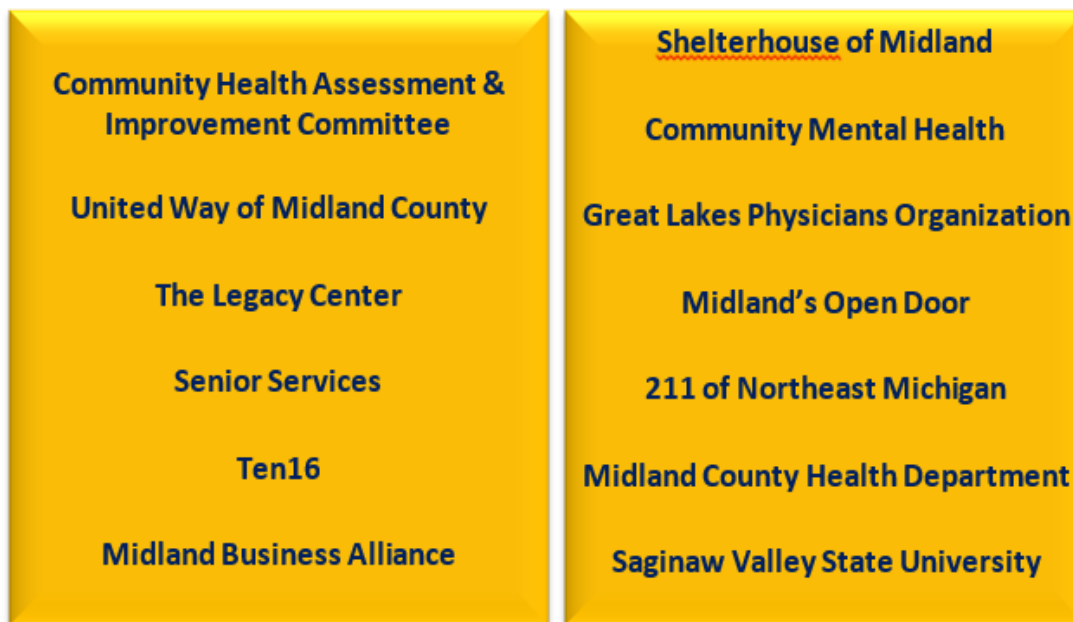 Community Health Assessment &
Improvement Committee
United Way of Midland County
The Legacy Center
Senior Services
Ten16
Midland Business Alliance
Shelterhouse of Midland
Community Mental Health
Great Lakes Physicians Organization
Midland’s Open Door
211 of Northeast Michigan
Midland County Health Department
Saginaw Valley State University